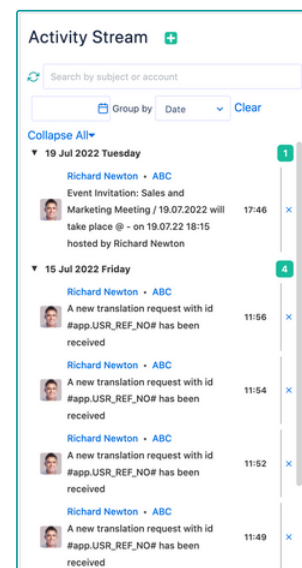 Activity Stream
Search by subject or account
Group by Date Clear
Collapse All
19 Jul 2022 Tuesday 1
Richard Newton • ABC
Event Invitation: Sales and
Marketing Meeting / 19.07.2022 will 17:46
take place @ - on 19.07.22 18:15
hosted by Richard Newton
15 Jul 2022 Friday 4
Richard Newton • ABC
A new translation request with id
#app.USR_REF_NO# has been 11:56
received
Richard Newton • ABC
A new translation request with id
#app.USR_REF_NO# has been 11:54
received
Richard Newton • ABC
A new translation request with id
#app.USR_REF_NO# has been 11:52
received
Richard Newton • ABC
A new translation request with id
#app.USR_REF_NO# has been 11:49
received